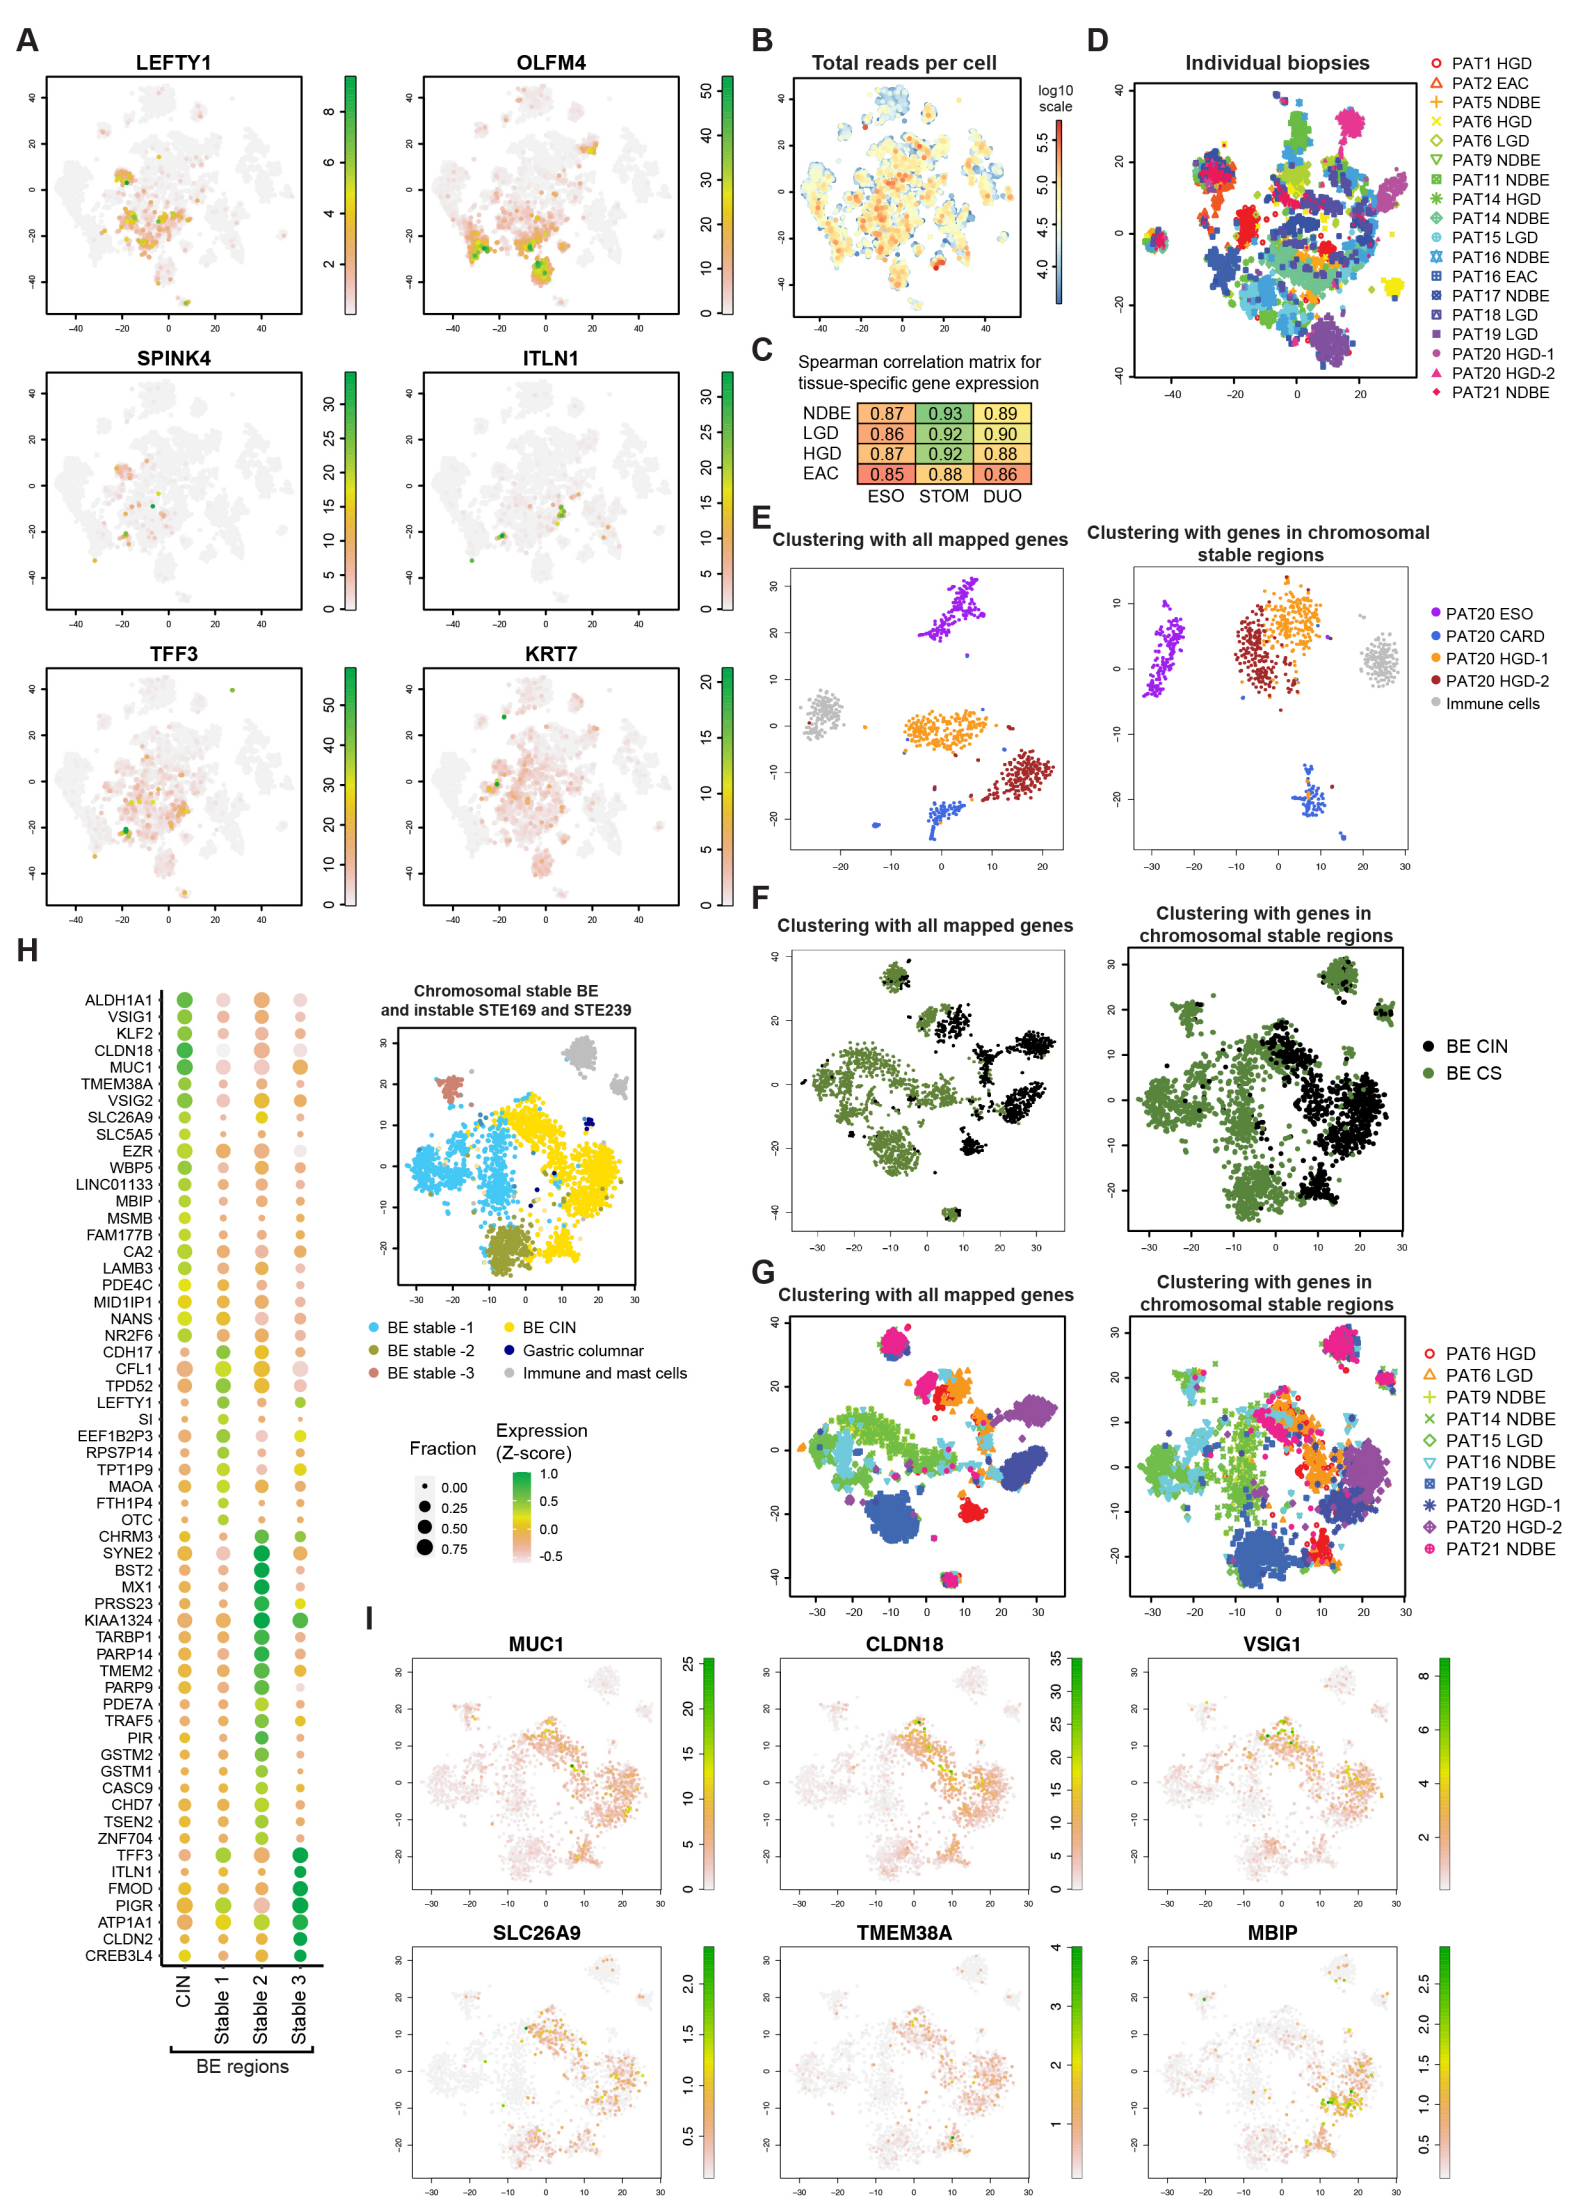 A
LEFTY1
OLFM4
SPINK4
ITLN1
TFF3
KRT7
B
Total reads per cell
log10
scale
5.5
5.0
4.5
4.0
C
Spearman correlation matrix for
tissue-specific gene expression
NDBE 0.87 0.93 0.89
LGD 0.86 0.92 0.90
HGD 0.87 0.92 0.88
EAC 0.85 0.88 0.86
ESO STOM DUO
D
Individual biopsies
PAT1 HGD
PAT2 EAC
PAT5 NDBE
PAT6 HGD
PAT6 LGD
PAT9 NDBE
PAT11 NDBE
PAT14 HGD
PAT14 NDBE
PAT15 LGD
PAT16 NDBE
PAT16 EAC
PAT17 NDBE
PAT18 LGD
PAT19 LGD
PAT20 HGD-1
PAT20 HGD-2
PAT21 NDBE
E
Clustering with all mapped genes
Clustering with genes in chromosomal
stable regions
PAT20 ESO
PAT20 CARD
PAT20 HGD-1
PAT20 HGD-2
Immune cells
F
Clustering with all mapped genes
Clustering with genes in
chromosomal stable regions
BE CIN
BE CS
G
Clustering with all mapped genes
Clustering with genes in
chromosomal stable regions
PAT6 HGD
PAT6 LGD
PAT9 NDBE
PAT14 NDBE
PAT15 LGD
PAT16 NDBE
PAT19 LGD
PAT20 HGD-1
PAT20 HGD-2
PAT21 NDBE
H
ALDH1A1
VSIG1
KLF2
CLDN18
MUC1
TMEM38A
VSIG2
SLC26A9
SLC5A5
EZR
WBP5
LINC01133
MBIP
MSMB
FAM177B
CA2
LAMB3
PDE4C
MID1IP1
NANS
NR2F6
CDH17
CFL1
TPD52
LEFTY1
SI
EEF1B2P3
RPS7P14
TPT1P9
MAOA
FTH1P4
OTC
CHRM3
SYNE2
BST2
MX1
PRSS23
KIAA1324
TARBP1
PARP14
TMEM2
PARP9
PDE7A
TRAF5
PIR
GSTM2
GSTM1
CASC9
CHD7
TSEN2
ZNF704
TFF3
ITLN1
FMOD
PIGR
ATP1A1
CLDN2
CREB3L4
CIN
Stable 1
Stable 2
Stable 3
BE regions
Chromosomal stable BE
and instable STE169 and STE239
BE stable -1
BE stable -2
BE stable -3
BE CIN
Gastric columnar
Immune and mast cells
Fraction
0.00
0.25
0.50
0.75
Expression
(Z-score)
1.0
0.5
0.0
-0.5
I
MUC1
CLDN18
VSIG1
SLC26A9
TMEM38A
MBIP